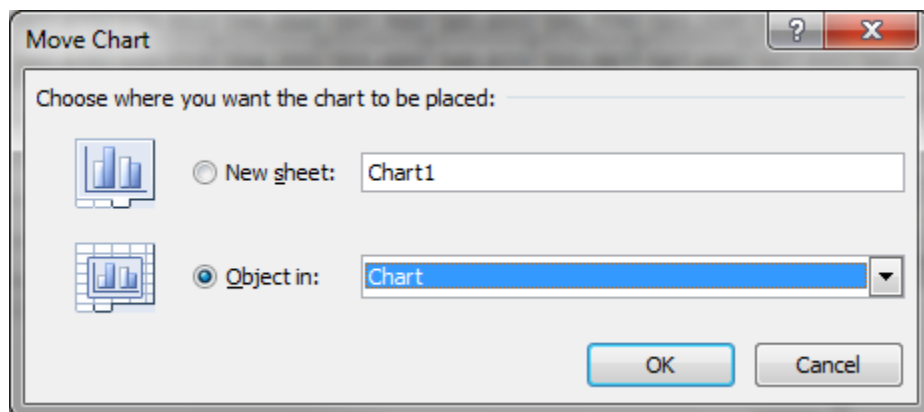 Move Chart
Choose where you want the chart to be placed:
New sheet: Chart1
Object in: Chart
OK Cancel